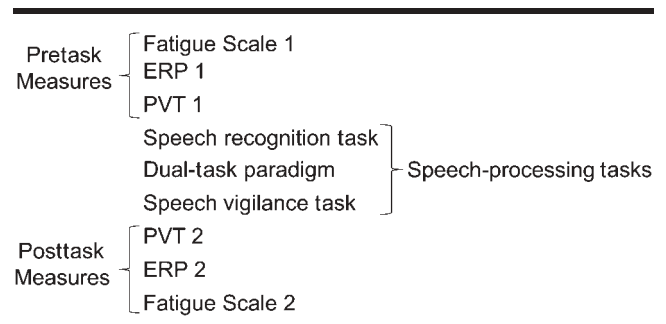 Pretask
Measures
Fatigue Scale 1
ERP 1
PVT 1
Speech recognition task
Dual-task paradigm
Speech vigilance task
Speech-processing tasks
Posttask
Measures
PVT 2
ERP 2
Fatigue Scale 2